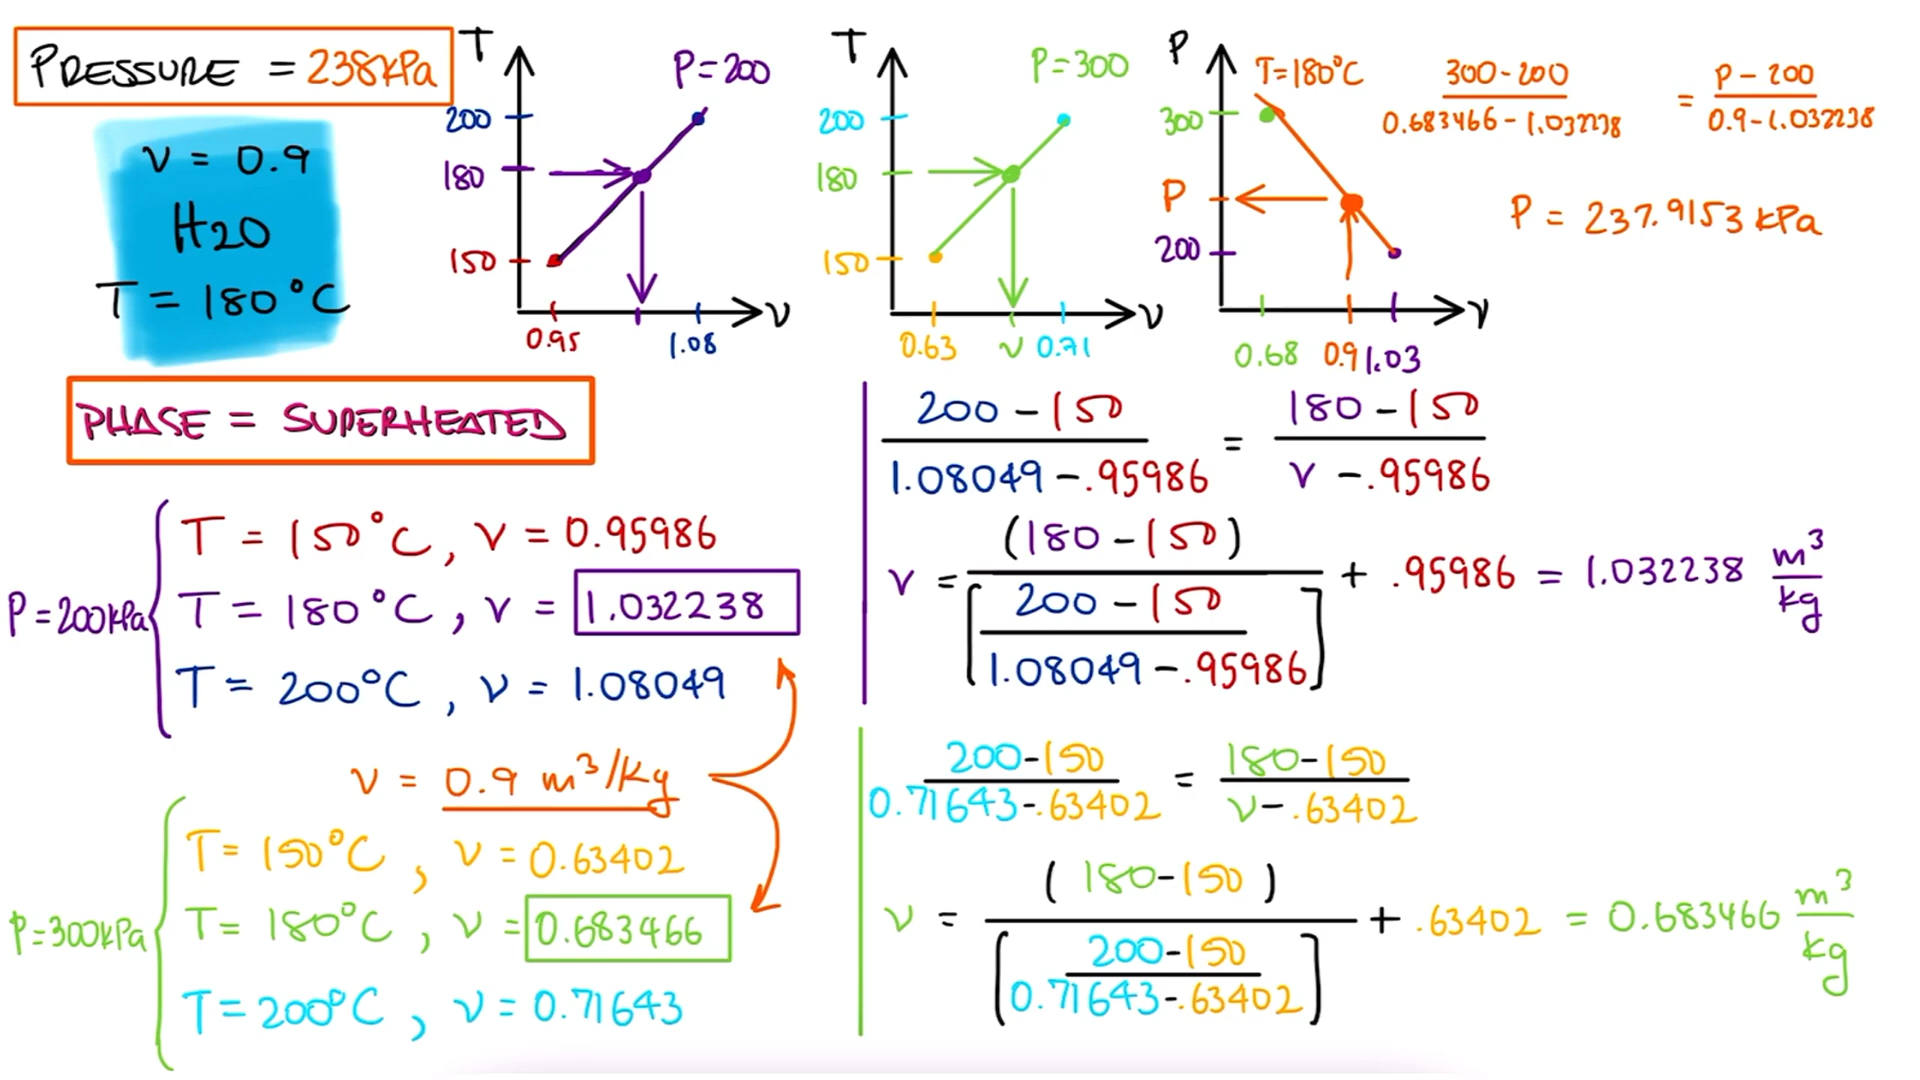 PRESSURE = 238kPa
ν = 0.9
H2O
T = 180°C
PHASE = SUPERHEATED
T
P=200
200
180
150
0.95
1.08
ν
T
P=300
200
180
150
0.63
ν
0.71
ν
P
T=180°C
300
P
200
0.68
0.9
1.03
ν
300-200 = P-200
0.683466-1.032238 0.9-1.032238
P = 237.9153 kPa
P=200kPa
T = 150°C, ν = 0.95986
T = 180°C, ν = 1.032238
T = 200°C, ν = 1.08049
ν = 0.9 m³/kg
P=300kPa
T= 150°C, ν = 0.63402
T= 180°C, ν = 0.683466
T=200°C, ν = 0.71643
200-150 = 180-150
1.08049-.95986 ν-.95986
(180-150)
ν = + .95986 = 1.032238 m³/kg
[200-150
1.08049-.95986]
200-150 = 180-150
0.71643-.63402 ν-.63402
(180-150)
ν = + .63402 = 0.683466 m³/kg
[200-150
0.71643-.63402]